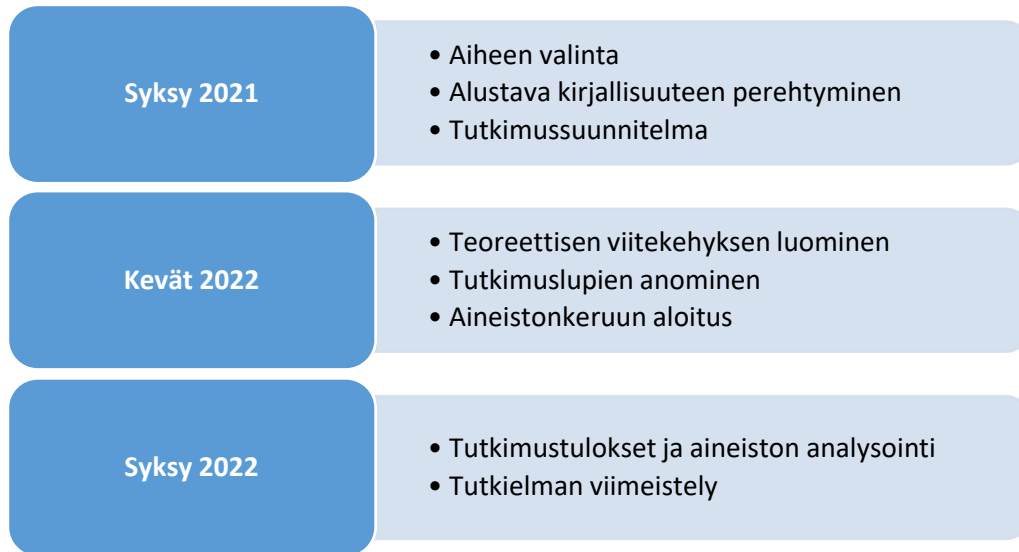 Syksy 2021
• Aiheen valinta
• Alustava kirjallisuuteen perehtyminen
• Tutkimussuunnitelma
Kevät 2022
• Teoreettisen viitekehyksen luominen
• Tutkimuslupien anominen
• Aineistonkeruun aloitus
Syksy 2022
• Tutkimustulokset ja aineiston analysointi
• Tutkielman viimeistely